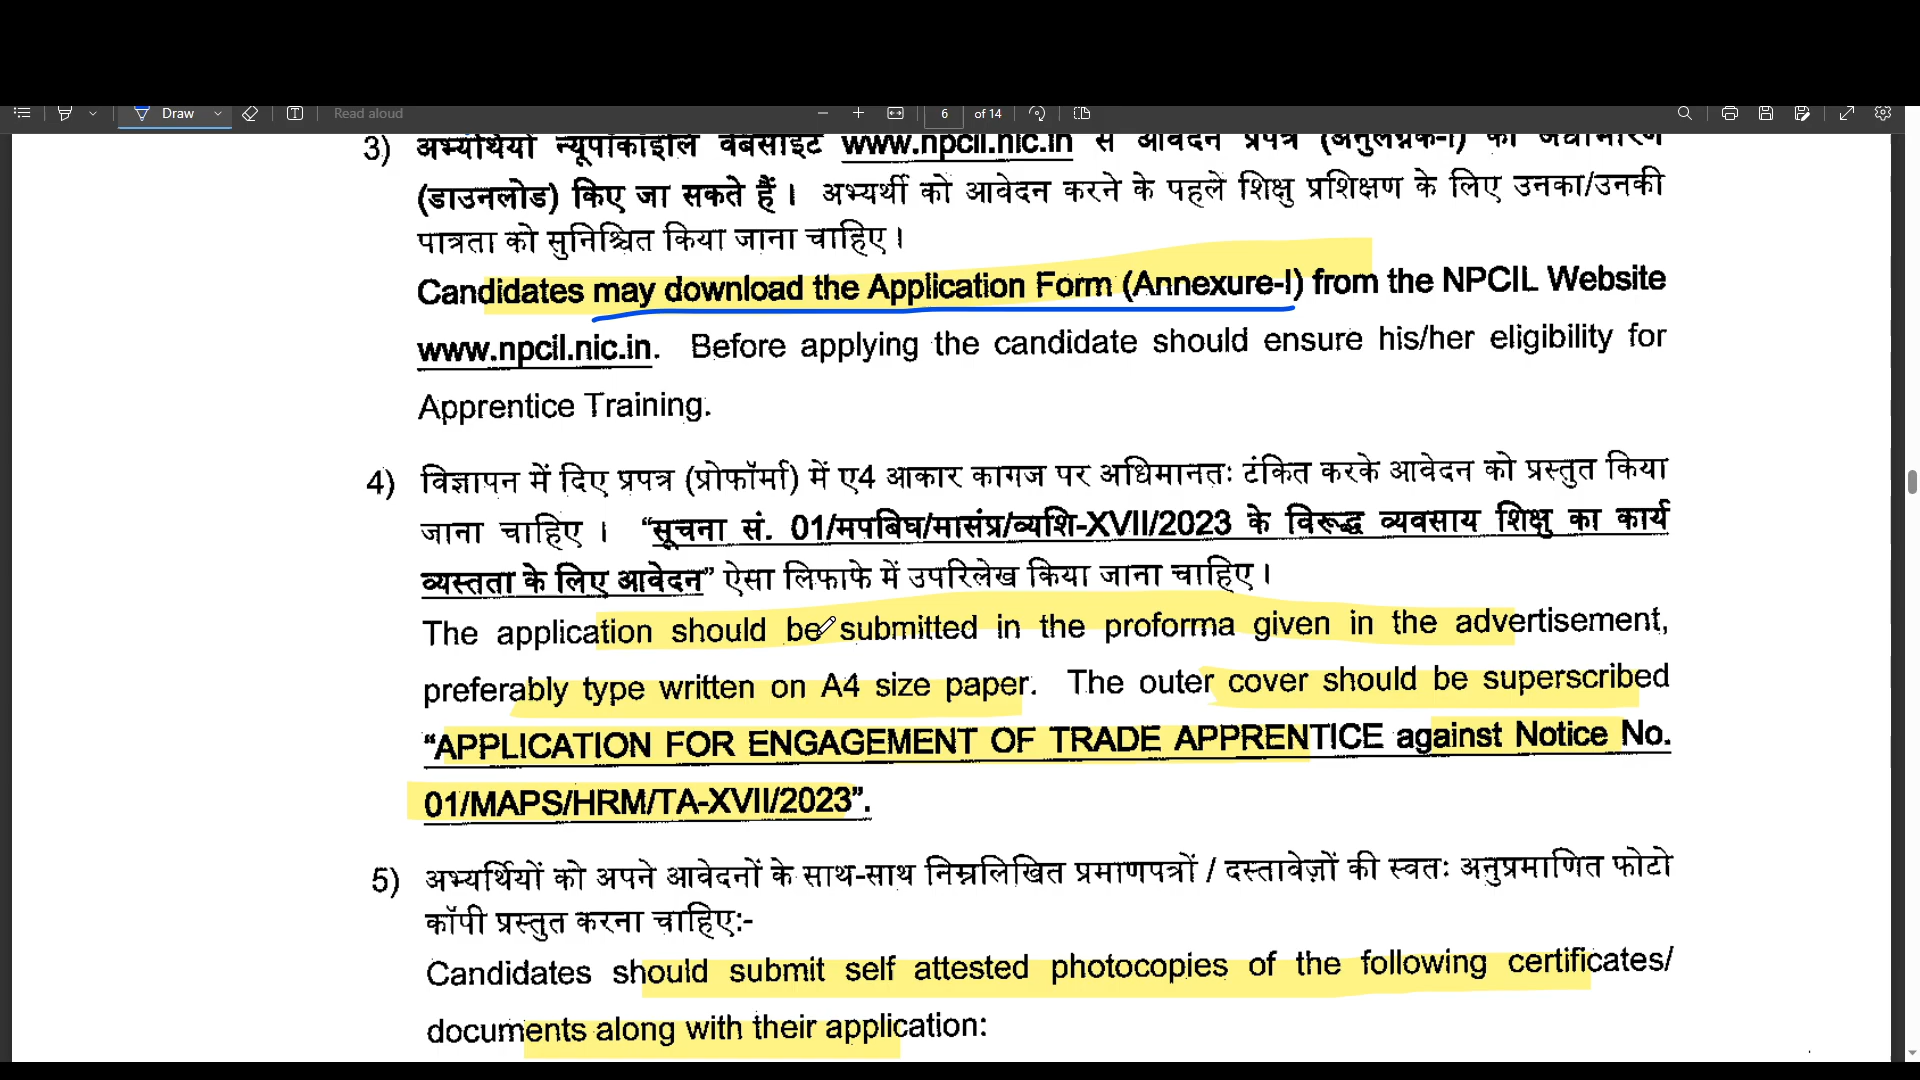 Draw
Read aloud
6 of 14
3) अभ्यर्थियों न्यूपीकॉइल वेबसाइट www.npcil.nic.in से आवेदन प्रपत्र (अनुलग्नक-I) को अधोभारण
(डाउनलोड) किए जा सकते हैं । अभ्यर्थी को आवेदन करने के पहले शिक्षु प्रशिक्षण के लिए उनका/उनकी
पात्रता को सुनिश्चित किया जाना चाहिए ।
Candidates may download the Application Form (Annexure-I) from the NPCIL Website
www.npcil.nic.in. Before applying the candidate should ensure his/her eligibility for
Apprentice Training.
4) विज्ञापन में दिए प्रपत्र (प्रोफॉर्मा) में ए4 आकार कागज पर अधिमानतः टंकित करके आवेदन को प्रस्तुत किया
जाना चाहिए । "सूचना सं. 01/मपबिघ/मासंप्र/व्यशि-XVII/2023 के विरूद्ध व्यवसाय शिक्षु का कार्य
व्यस्तता के लिए आवेदन" ऐसा लिफाफे में उपरिलेख किया जाना चाहिए ।
The application should be submitted in the proforma given in the advertisement,
preferably type written on A4 size paper. The outer cover should be superscribed
"APPLICATION FOR ENGAGEMENT OF TRADE APPRENTICE against Notice No.
01/MAPS/HRM/TA-XVII/2023".
5) अभ्यर्थियों को अपने आवेदनों के साथ-साथ निम्नलिखित प्रमाणपत्रों / दस्तावेज़ों की स्वतः अनुप्रमाणित फोटो
कॉपी प्रस्तुत करना चाहिए:-
Candidates should submit self attested photocopies of the following certificates/
documents along with their application: